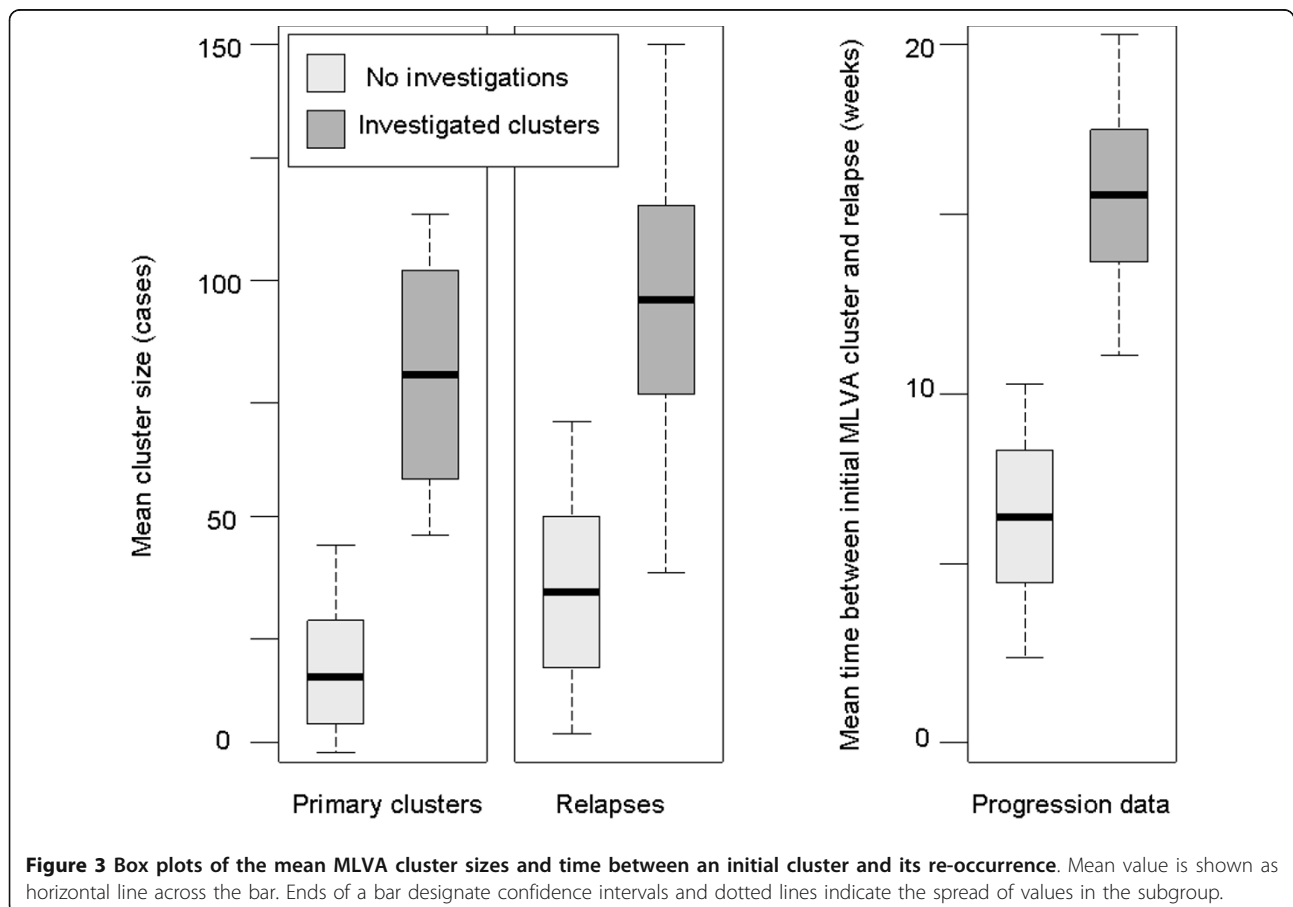 150
100
50
0
Mean cluster size (cases)
No investigations
Investigated clusters
Primary clusters
Relapses
20
10
0
Mean time between initial MLVA cluster and relapse (weeks)
Progression data
Figure 3 Box plots of the mean MLVA cluster sizes and time between an initial cluster and its re-occurrence. Mean value is shown as
horizontal line across the bar. Ends of a bar designate confidence intervals and dotted lines indicate the spread of values in the subgroup.